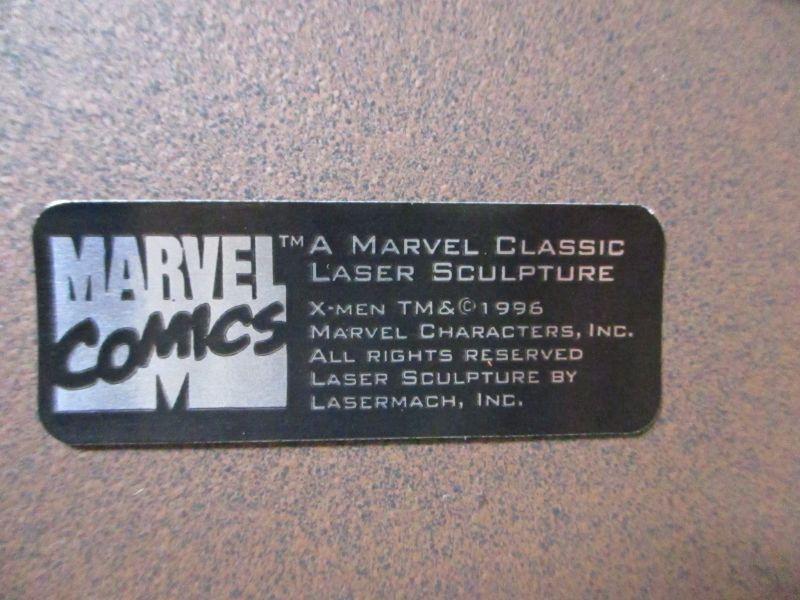 MARVEL
COMICS
M
™
A MARVEL CLASSIC
LASER SCULPTURE
X-MEN TM&©1996
MARVEL CHARACTERS, INC.
ALL RIGHTS RESERVED
LASER SCULPTURE BY
LASERMACH, INC.